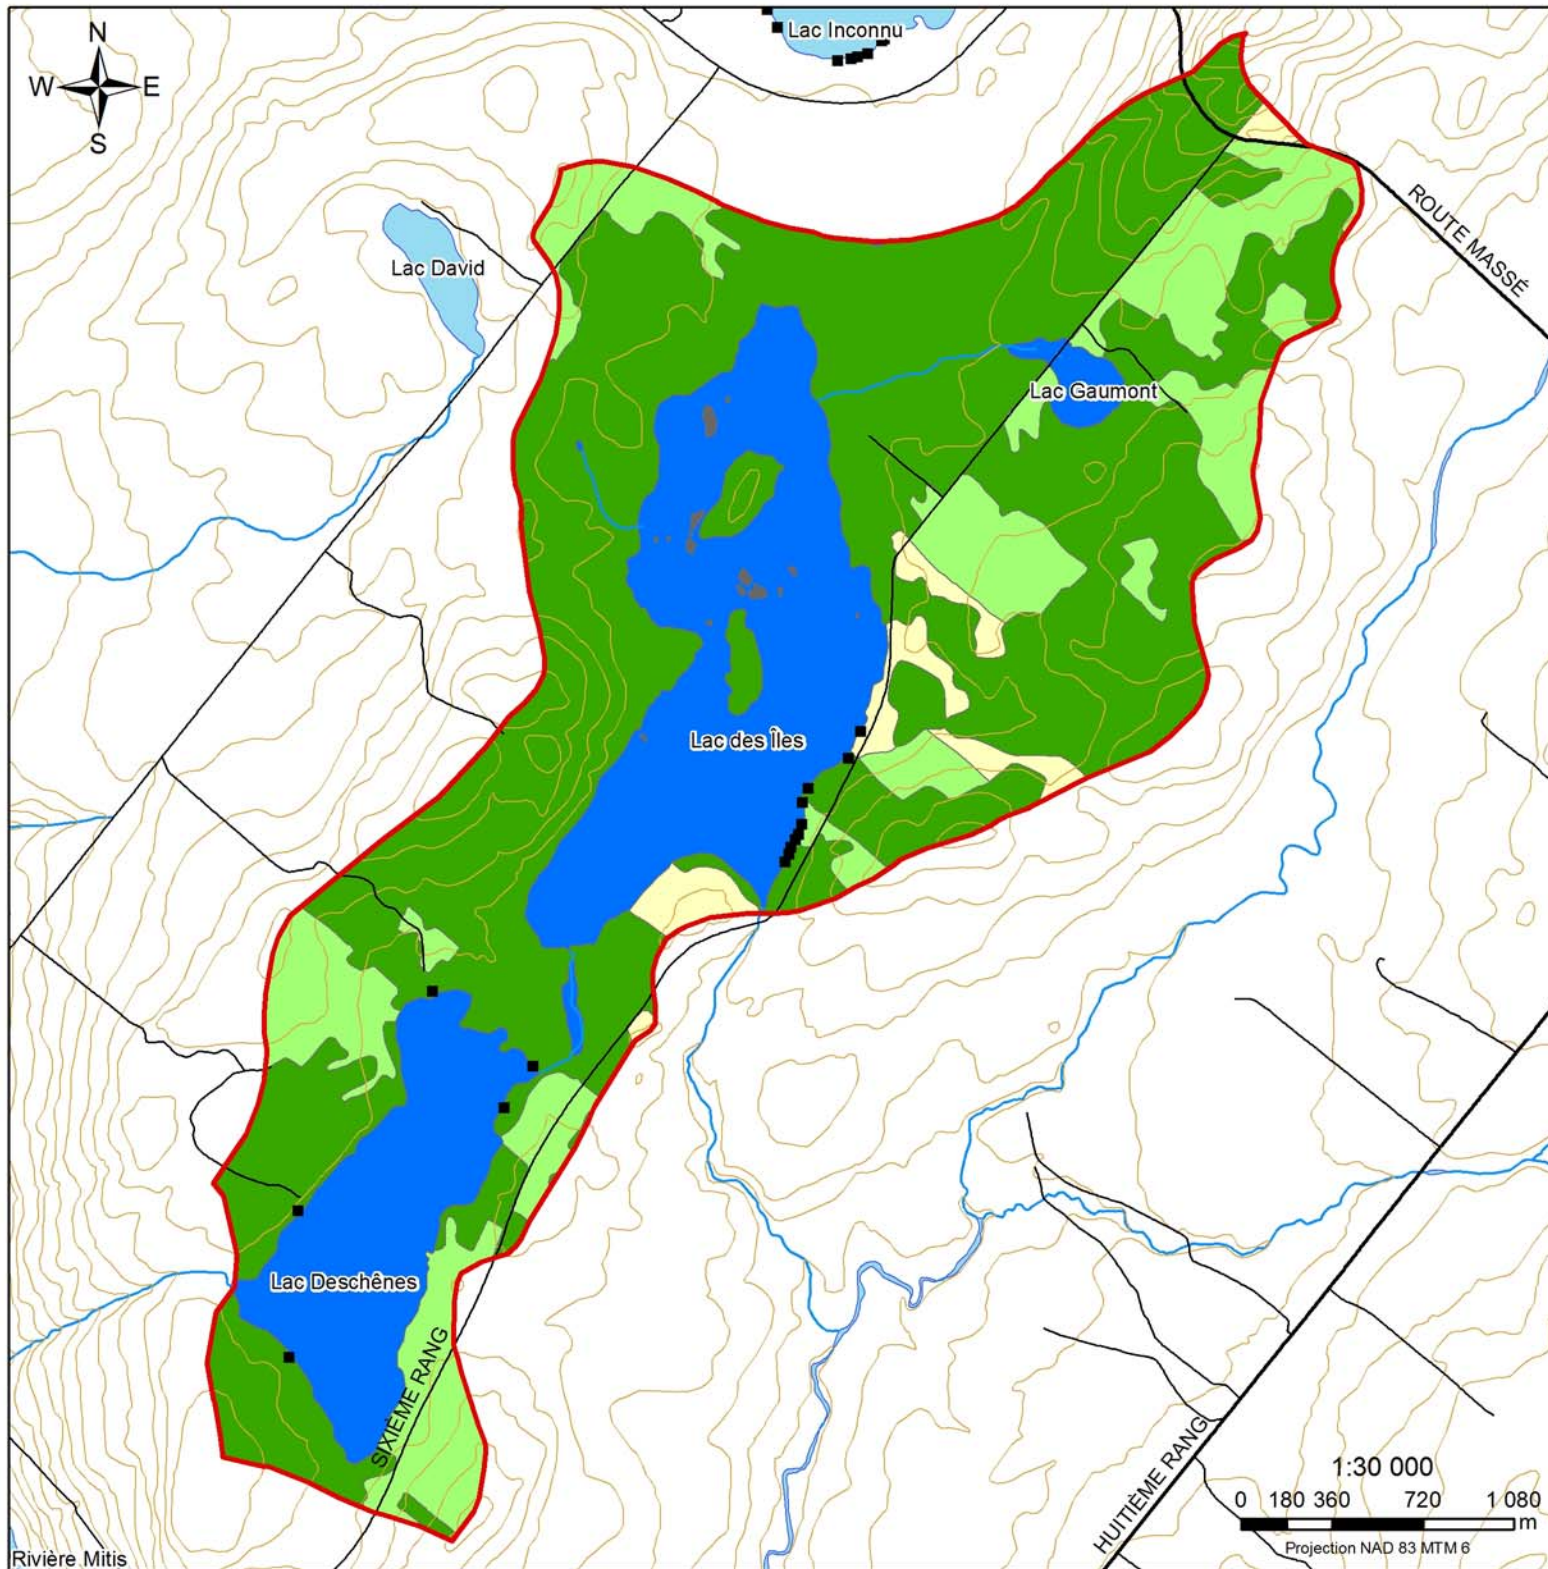 Lac Inconnu
N
W E
S
ROUTE MASSÉ
Lac David
Lac Gaumont
Lac des Îles
Lac Deschênes
SIXIÈME RANG
HUITIÈME RANG
1:30 000
0 180 360 720 1 080
m
Projection NAD 83 MTM 6
Rivière Mitis